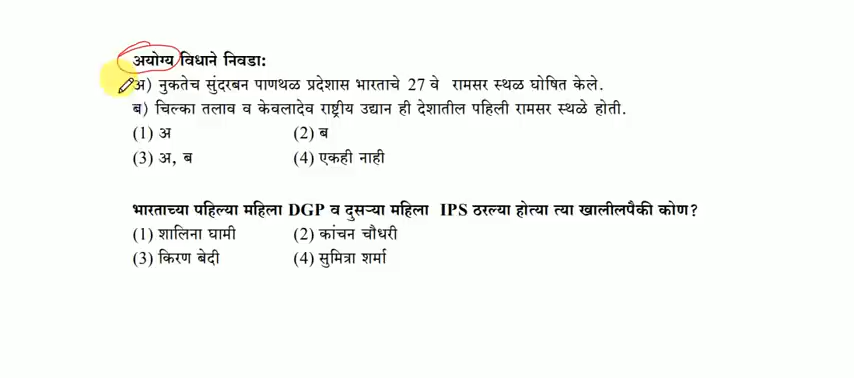 अयोग्य विधाने निवडा:
अ) नुकतेच सुंदरबन पाणथळ प्रदेशास भारताचे 27 वे रामसर स्थळ घोषित केले.
ब) चिल्का तलाव व केवलादेव राष्ट्रीय उद्यान ही देशातील पहिली रामसर स्थळे होती.
(1) अ (2) ब
(3) अ, ब (4) एकही नाही
भारताच्या पहिल्या महिला DGP व दुसऱ्या महिला IPS ठरल्या होत्या त्या खालीलपैकी कोण?
(1) शालिना घामी (2) कांचन चौधरी
(3) किरण बेदी (4) सुमित्रा शर्मा